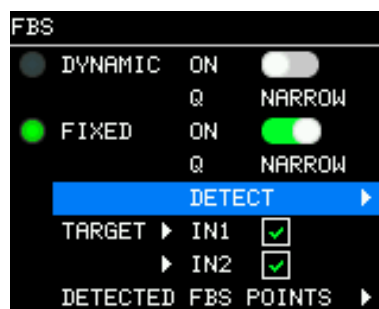 FBS
DYNAMIC ON
Q NARROW
FIXED ON
Q NARROW
DETECT
TARGET IN1
IN2
DETECTED FBS POINTS